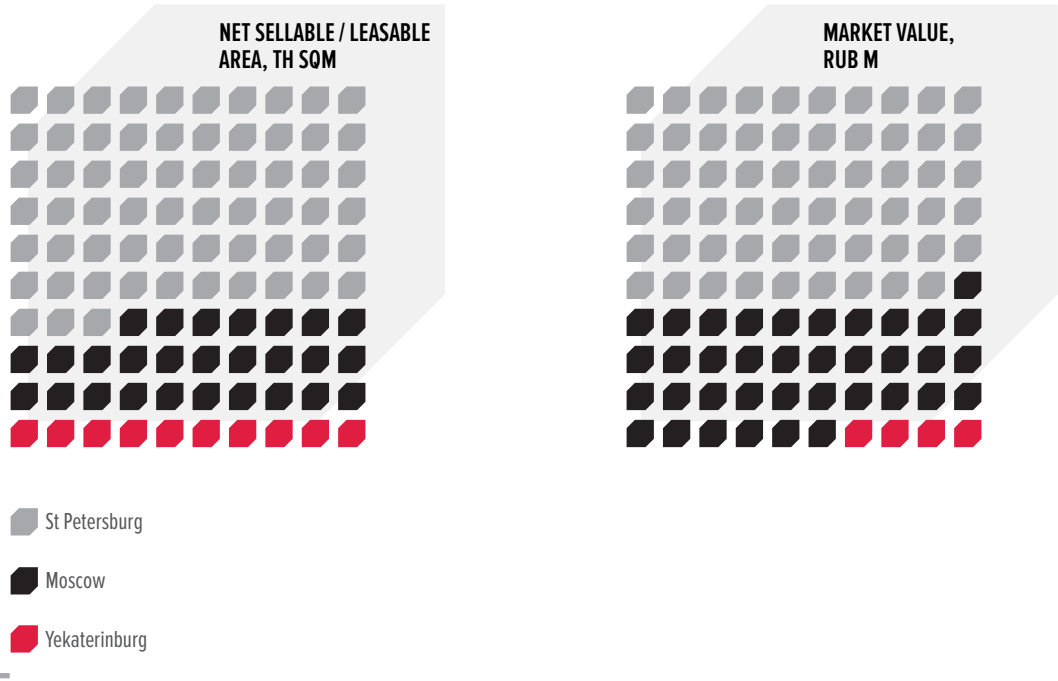 NET SELLABLE / LEASABLE
AREA, TH SQM
MARKET VALUE,
RUB M
St Petersburg
Moscow
Yekaterinburg